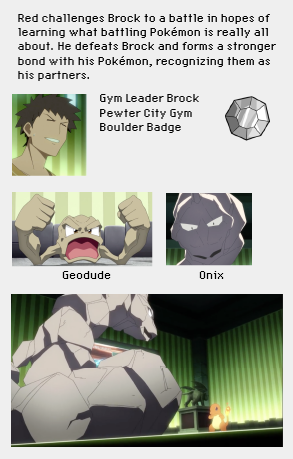 Red challenges Brock to a battle in hopes of
learning what battling Pokémon is really all
about. He defeats Brock and forms a stronger
bond with his Pokémon, recognizing them as
his partners.
Gym Leader Brock
Pewter City Gym
Boulder Badge
Geodude
Onix